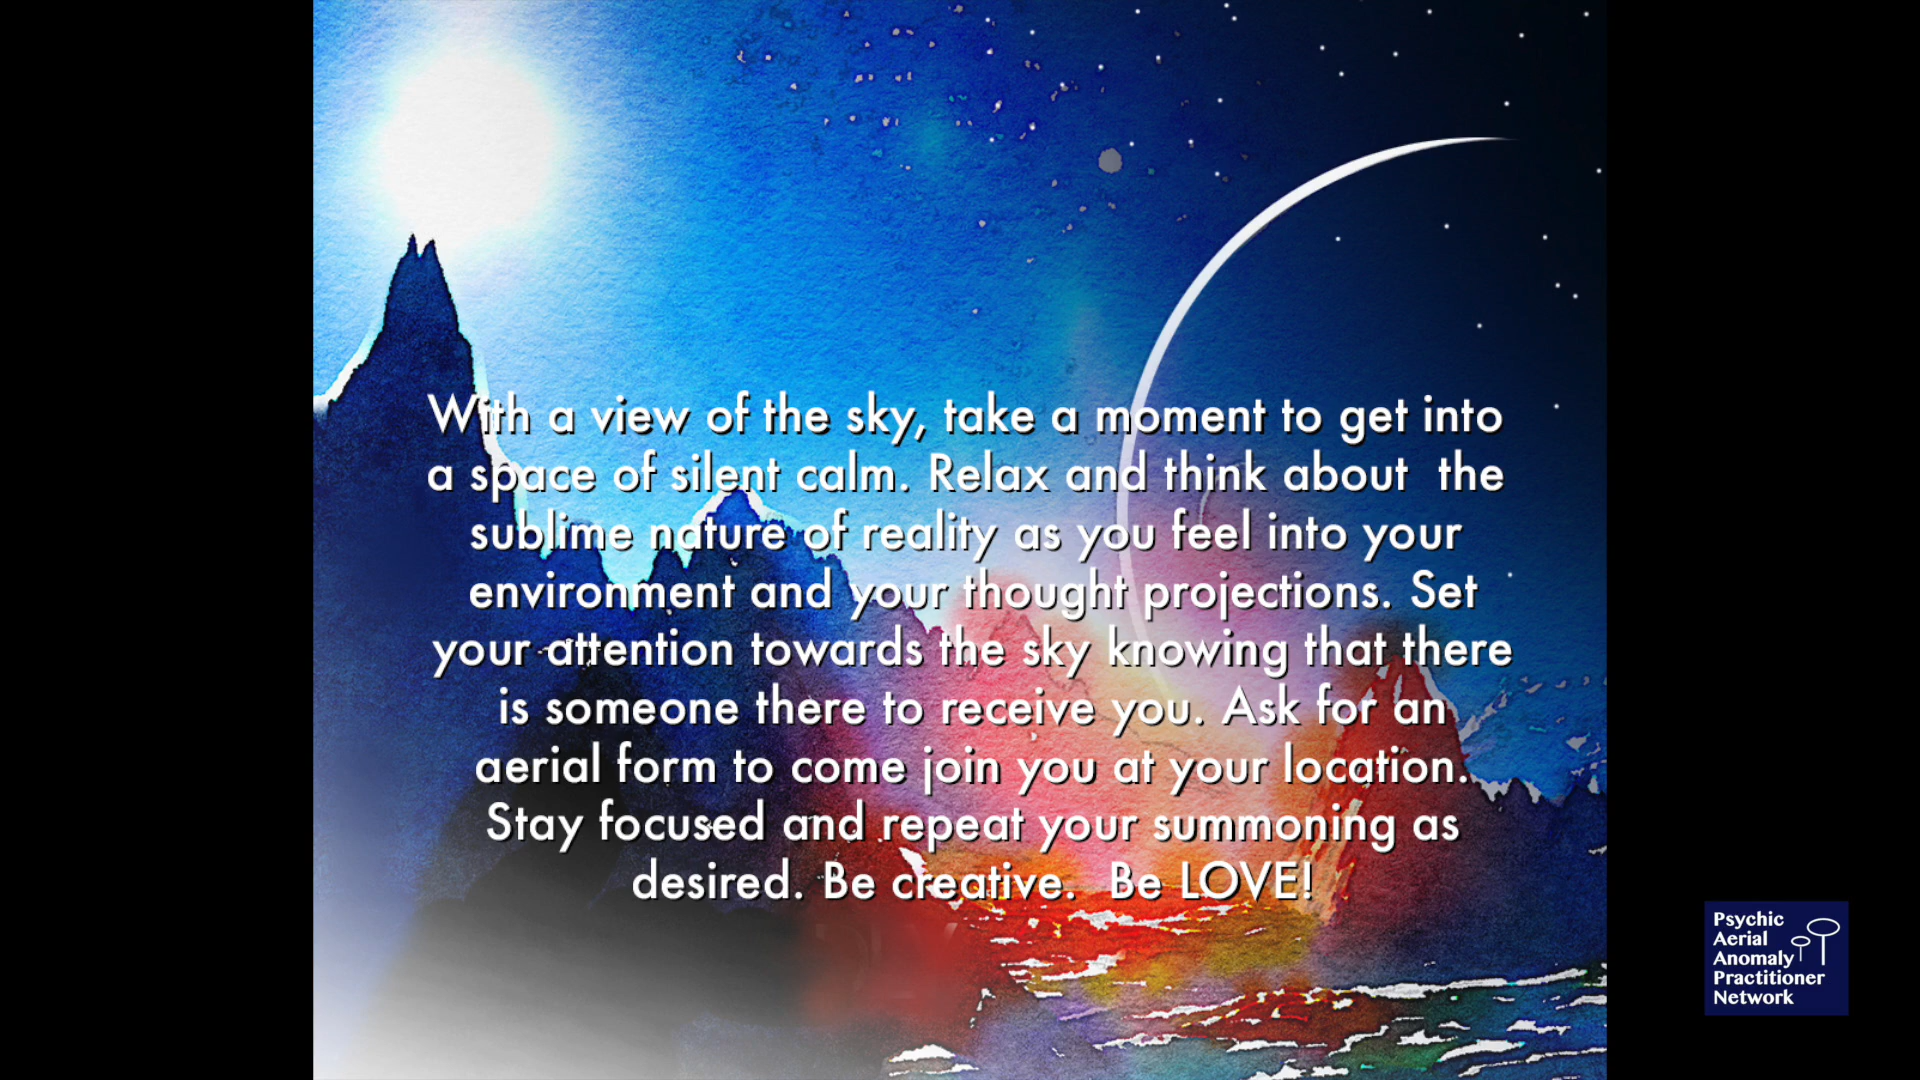 With a view of the sky, take a moment to get into
a space of silent calm. Relax and think about  the
sublime nature of reality as you feel into your
environment and your thought projections. Set
your attention towards the sky knowing that there
is someone there to receive you. Ask for an
aerial form to come join you at your location.
Stay focused and repeat your summoning as
desired. Be creative.  Be LOVE!
Psychic
Aerial
Anomaly
Practitioner
Network